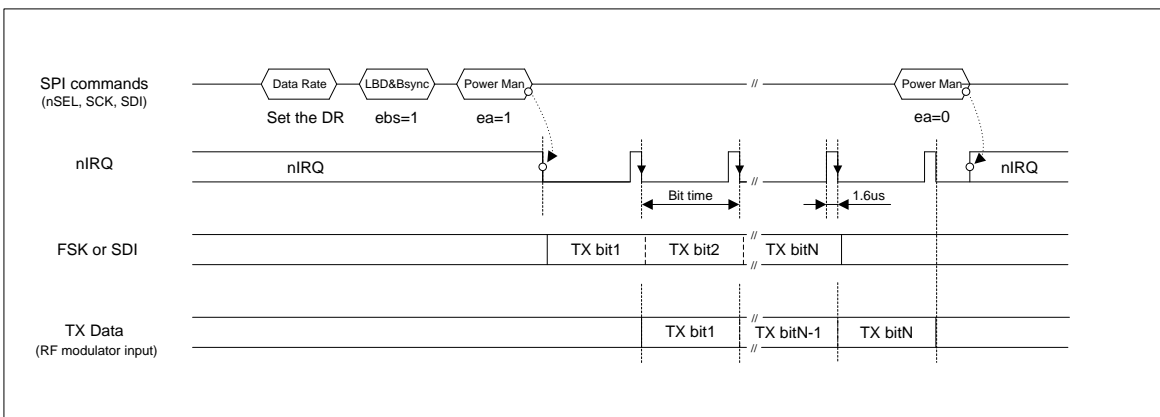 SPI commands
(nSEL, SCK, SDI)
Data Rate
LBD&Bsync
Power Man
//
Power Man
Set the DR
ebs=1
ea=1
ea=0
nIRQ
nIRQ
nIRQ
//
Bit time
1.6us
FSK or SDI
TX bit1
TX bit2
TX bitN
//
//
TX Data
(RF modulator input)
TX bit1
TX bitN-1
TX bitN
//
//